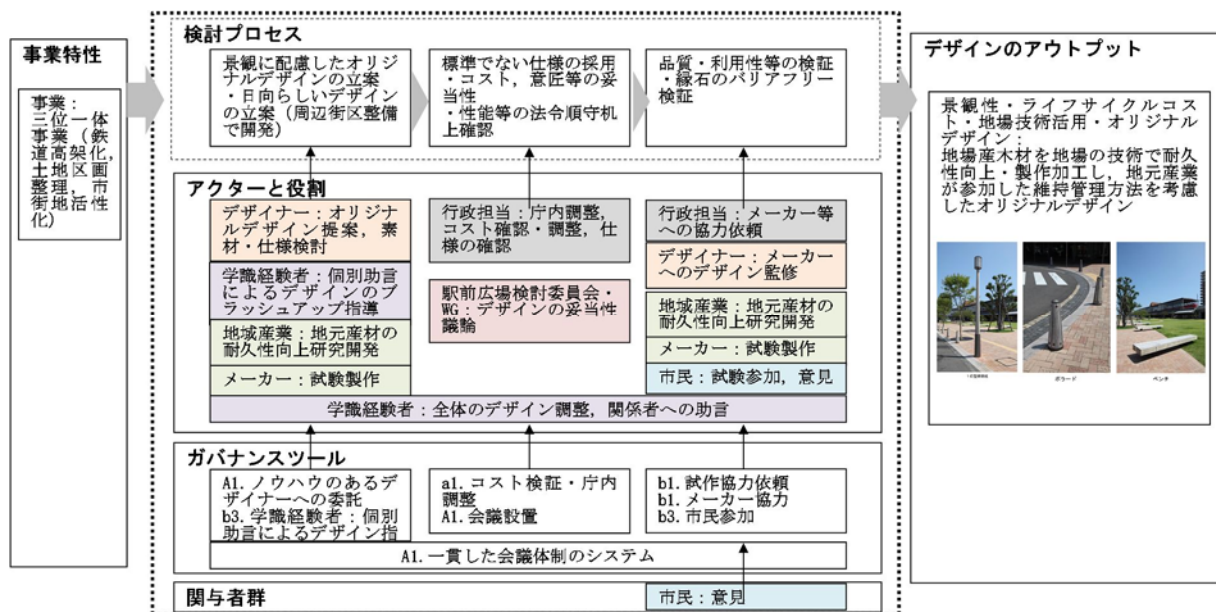 事業特性
事業：
三位一体
事業（鉄
道高架化，
土地区画
整理，市
街地活性
化）
検討プロセス
景観に配慮したオリ
ジナルデザインの立案
・日向らしいデザイン
の立案（周辺街区整備
で開発）
標準でない仕様の採用
・コスト，意匠等の妥
当性
・性能等の法令順守机
上確認
品質・利用性等の検証
・縁石のバリアフリー
検証
アクターと役割
デザイナー：オリジナ
ルデザイン提案，素
材・仕様検討
学識経験者：個別助言
によるデザインのブ
ラッシュアップ指導
地域産業：地元産材の
耐久性向上研究開発
メーカー：試験製作
行政担当：庁内調整，
コスト確認・調整，仕
様の確認
駅前広場検討委員会・
WG：デザインの妥当性
議論
行政担当：メーカー等
への協力依頼
デザイナー：メーカー
へのデザイン監修
地域産業：地元産材の
耐久性向上研究開発
メーカー：試験製作
市民：試験参加，意見
学識経験者：全体のデザイン調整，関係者への助言
ガバナンスツール
A1. ノウハウのあるデ
ザイナーへの委託
b3. 学識経験者：個別
助言によるデザイン指
a1. コスト検証・庁内
調整
A1. 会議設置
b1. 試作協力依頼
b1. メーカー協力
b3. 市民参加
A1. 一貫した会議体制のシステム
関与者群
市民：意見
デザインのアウトプット
景観性・ライフサイクルコス
ト・地場技術活用・オリジナル
デザイン：
地場産木材を地場の技術で耐久
性向上・製作加工し，地元産業
が参加した維持管理方法を考慮
したオリジナルデザイン
ボラード
ベンチ